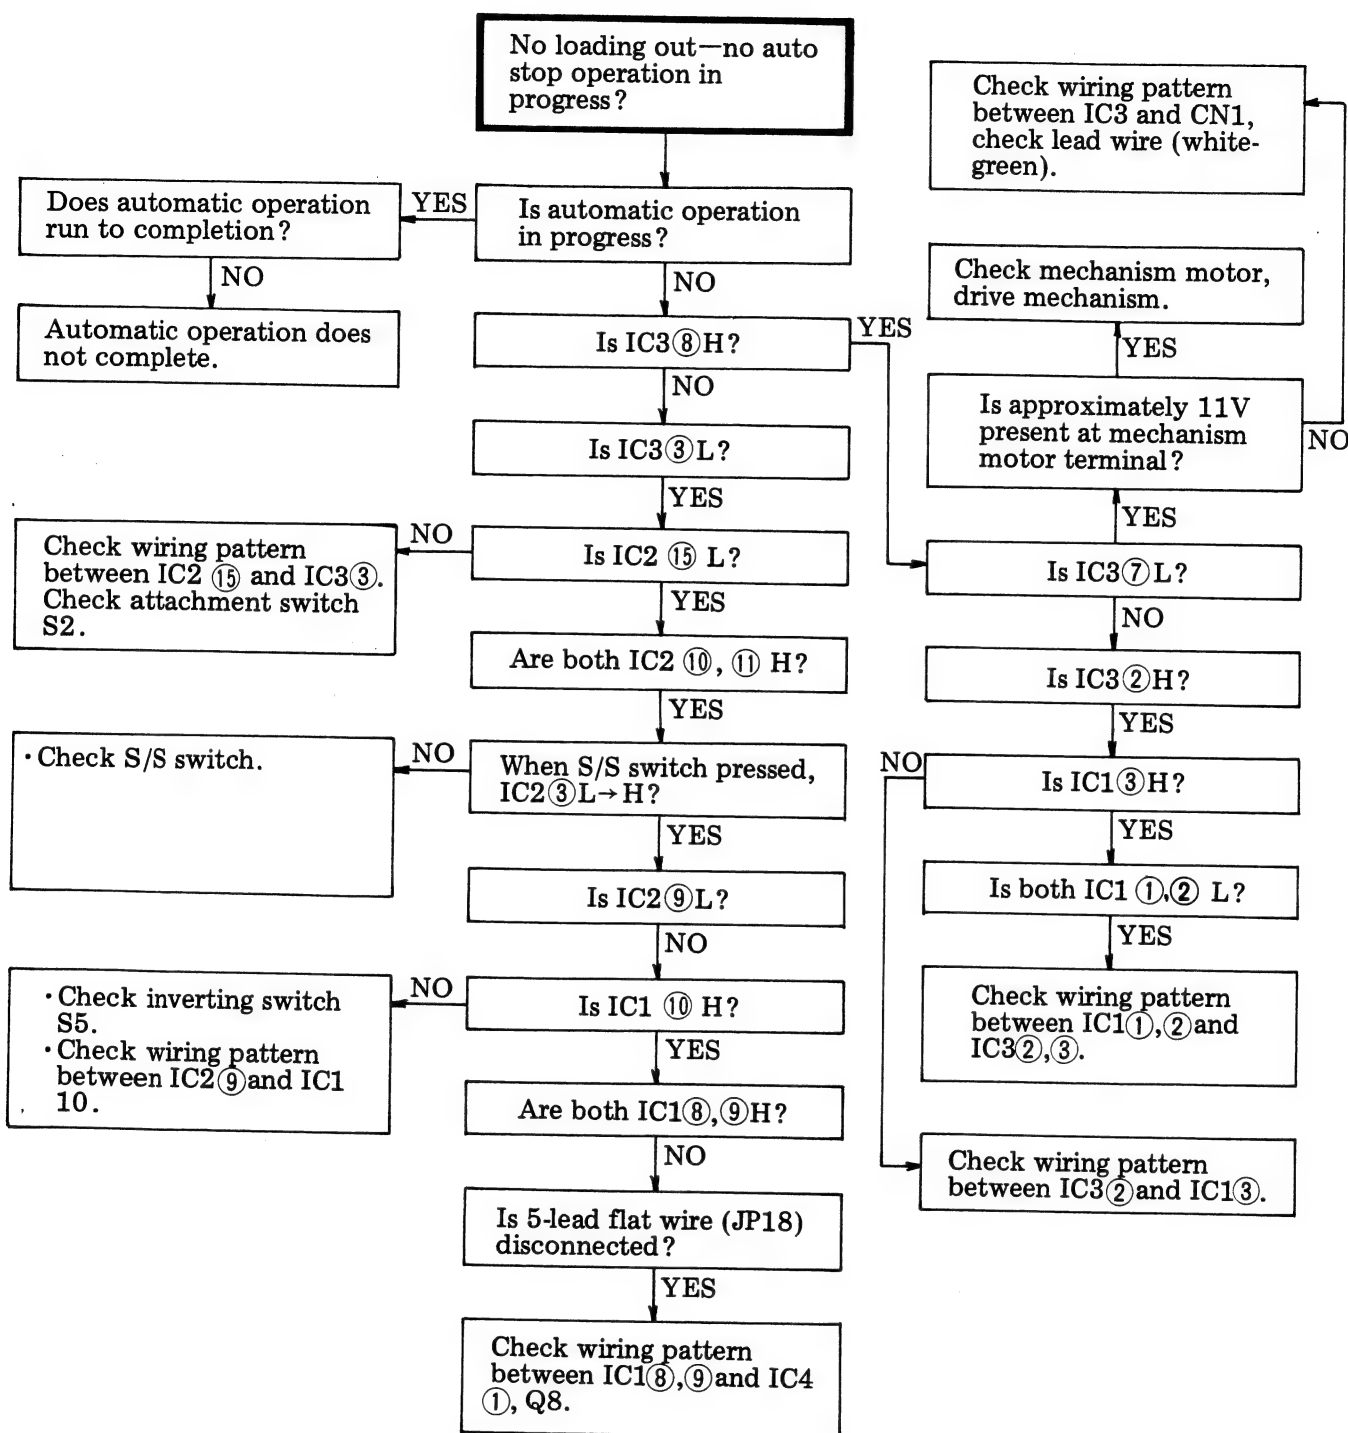 No loading out—no auto
stop operation in
progress?
Check wiring pattern
between IC3 and CN1,
check lead wire (white-
green).
Does automatic operation
run to completion?
YES
Is automatic operation
in progress?
NO
NO
Check mechanism motor,
drive mechanism.
Automatic operation does
not complete.
Is IC3⑧H?
YES
YES
NO
Is approximately 11V
present at mechanism
motor terminal?
NO
Is IC3③L?
YES
YES
Check wiring pattern
between IC2 ⑮ and IC3③.
Check attachment switch
S2.
NO
Is IC2 ⑮ L?
Is IC3⑦L?
YES
NO
Are both IC2 ⑩, ⑪ H?
Is IC3②H?
YES
YES
· Check S/S switch.
NO
When S/S switch pressed,
IC2③L→H?
NO
Is IC1③H?
YES
YES
Is IC2⑨L?
Is both IC1 ①,② L?
NO
YES
· Check inverting switch
S5.
· Check wiring pattern
between IC2⑨and IC1
10.
NO
Is IC1 ⑩ H?
Check wiring pattern
between IC1①,②and
IC3②,③.
YES
Are both IC1⑧,⑨H?
NO
Check wiring pattern
between IC3②and IC1③.
Is 5-lead flat wire (JP18)
disconnected?
YES
Check wiring pattern
between IC1⑧,⑨and IC4
①, Q8.